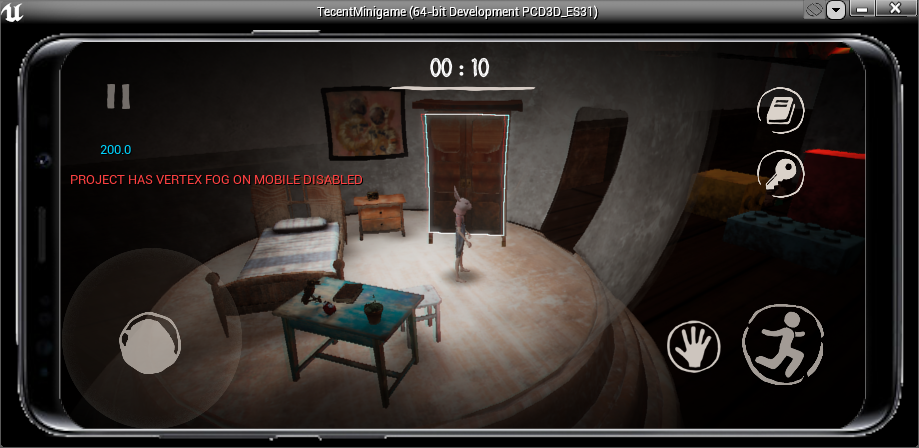 TecentMinigame (64-bit Development PCD3D_ES31)
00 : 10
200.0
PROJECT HAS VERTEX FOG ON MOBILE DISABLED